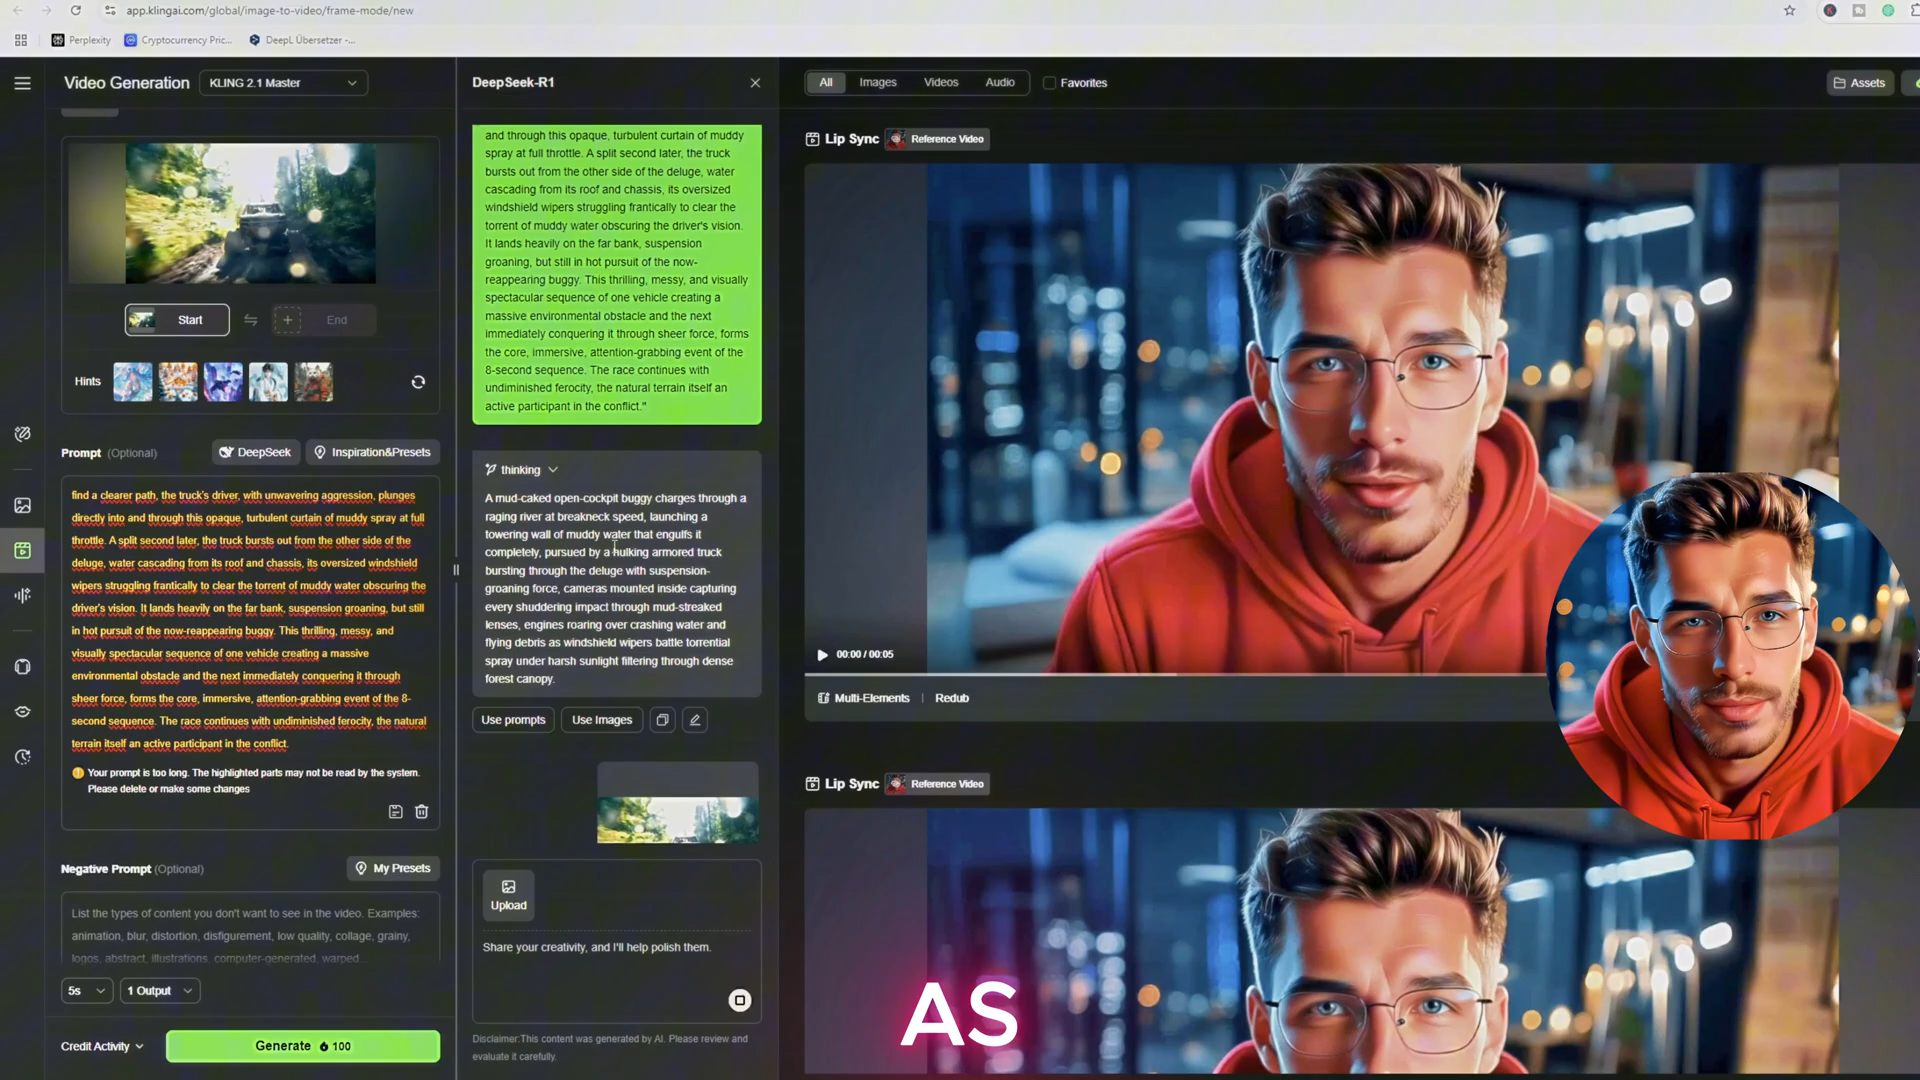 app.klingai.com/global/image-to-video/frame-mode/new
Perplexity
Cryptocurrency Pric...
DeepL Übersetzer -...
Video Generation
KLING 2.1 Master
Start
End
Hints
Prompt (Optional)
DeepSeek
Inspiration&Presets
find a clearer path, the truck's driver, with unwavering aggression, plunges
directly into and through this opaque, turbulent curtain of muddy spray at full
throttle. A split second later, the truck bursts out from the other side of the
deluge, water cascading from its roof and chassis, its oversized windshield
wipers struggling frantically to clear the torrent of muddy water obscuring the
driver's vision. It lands heavily on the far bank, suspension groaning, but still
in hot pursuit of the now-reappearing buggy. This thrilling, messy, and
visually spectacular sequence of one vehicle creating a massive
environmental obstacle and the next immediately conquering it through
sheer force, forms the core, immersive, attention-grabbing event of the 8-
second sequence. The race continues with undiminished ferocity, the natural
terrain itself an active participant in the conflict.
Your prompt is too long. The highlighted parts may not be read by the system.
Please delete or make some changes
Negative Prompt (Optional)
My Presets
List the types of content you don't want to see in the video. Examples:
animation, blur, distortion, disfigurement, low quality, collage, grainy,
logos, abstract, illustrations, computer-generated, warped...
5s
1 Output
Credit Activity
Generate
100
DeepSeek-R1
and through this opaque, turbulent curtain of muddy
spray at full throttle. A split second later, the truck
bursts out from the other side of the deluge, water
cascading from its roof and chassis, its oversized
windshield wipers struggling frantically to clear the
torrent of muddy water obscuring the driver's vision.
It lands heavily on the far bank, suspension
groaning, but still in hot pursuit of the now-
reappearing buggy. This thrilling, messy, and visually
spectacular sequence of one vehicle creating a
massive environmental obstacle and the next
immediately conquering it through sheer force, forms
the core, immersive, attention-grabbing event of the
8-second sequence. The race continues with
undiminished ferocity, the natural terrain itself an
active participant in the conflict."
thinking
A mud-caked open-cockpit buggy charges through a
raging river at breakneck speed, launching a
towering wall of muddy water that engulfs it
completely, pursued by a hulking armored truck
bursting through the deluge with suspension-
groaning force, cameras mounted inside capturing
every shuddering impact through mud-streaked
lenses, engines roaring over crashing water and
flying debris as windshield wipers battle torrential
spray under harsh sunlight filtering through dense
forest canopy.
Use prompts
Use Images
Upload
Share your creativity, and I'll help polish them.
Disclaimer:This content was generated by AI. Please review and
evaluate it carefully.
All
Images
Videos
Audio
Favorites
Assets
Lip Sync
Reference Video
00:00 / 00:05
Multi-Elements
Redub
Lip Sync
Reference Video
AS